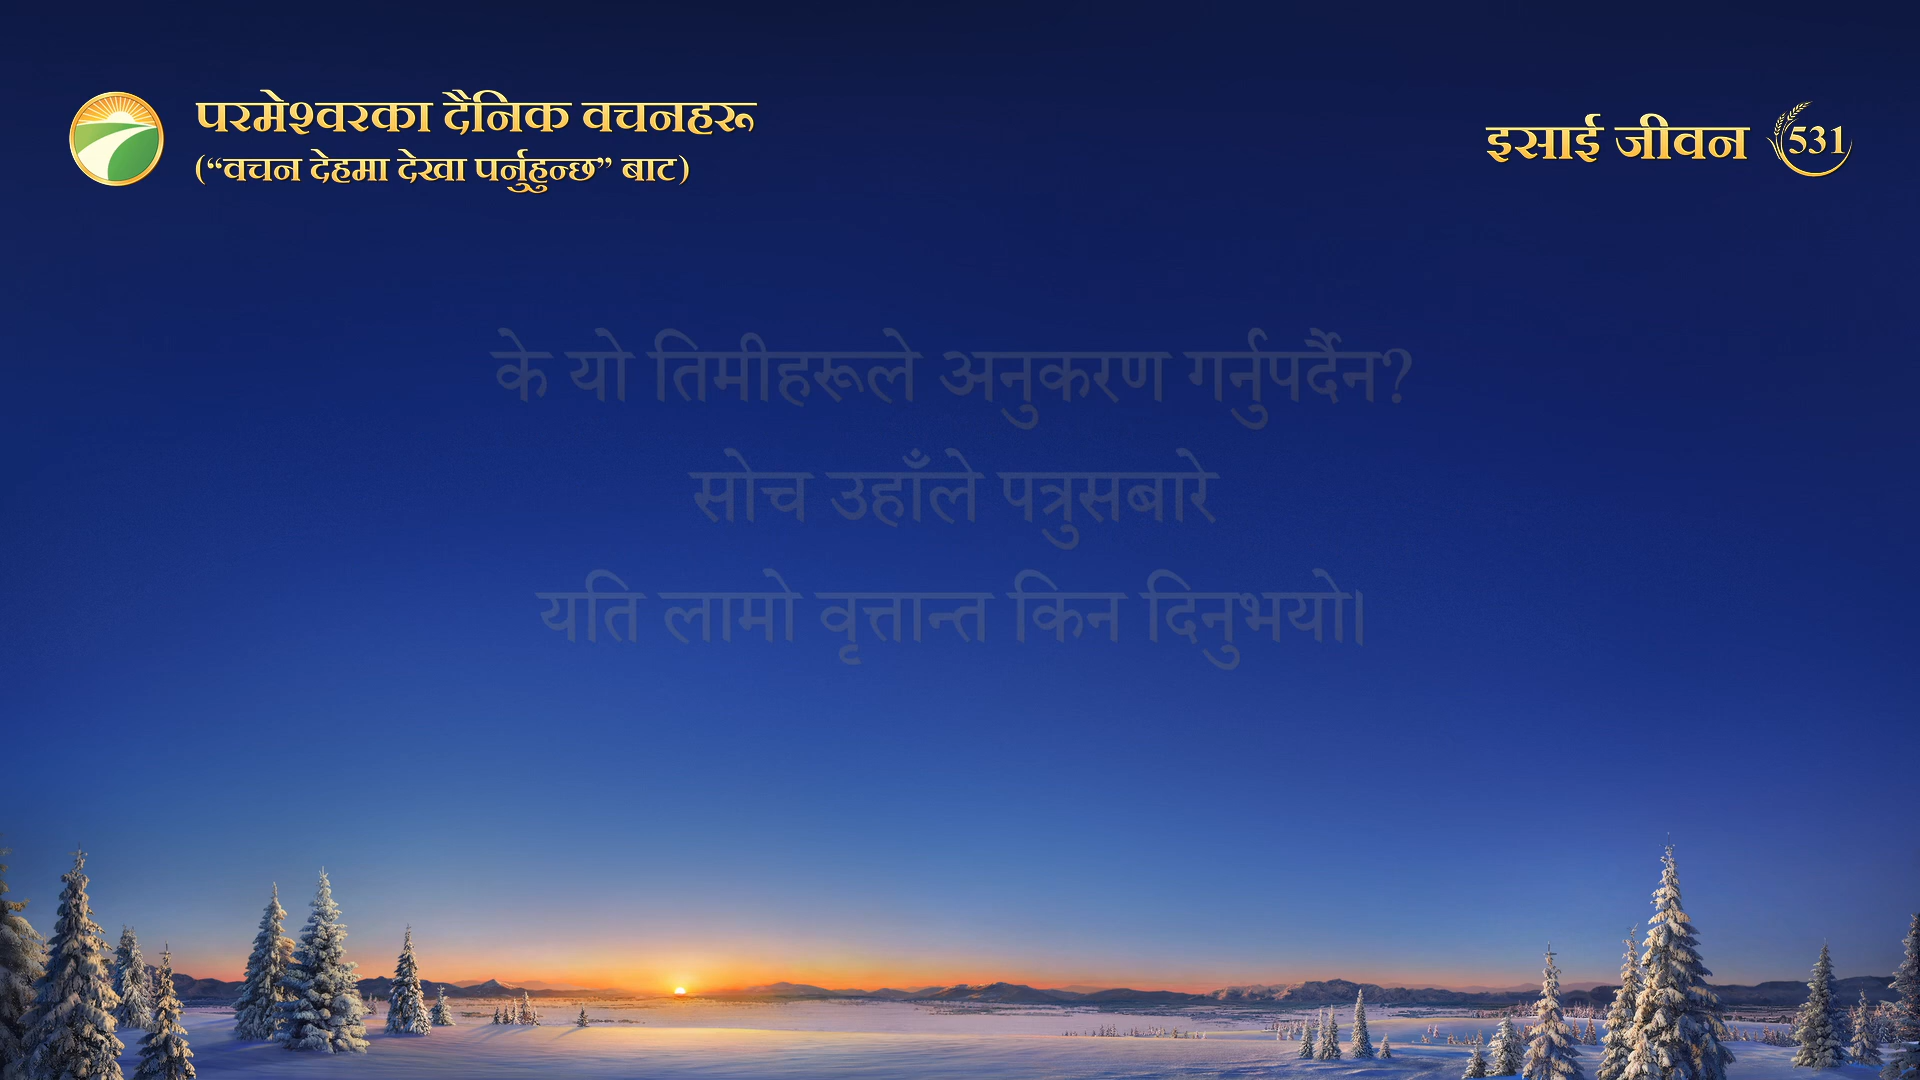 परमेश्वरका दैनिक वचनहरू
(“वचन देहमा देखा पर्नुहुन्छ” बाट)
इसाई जीवन 531
के यो तिमीहरूले अनुकरण गर्नुपर्दैन?
सोच उहाँले पत्रुसबारे
यति लामो वृत्तान्त किन दिनुभयो।